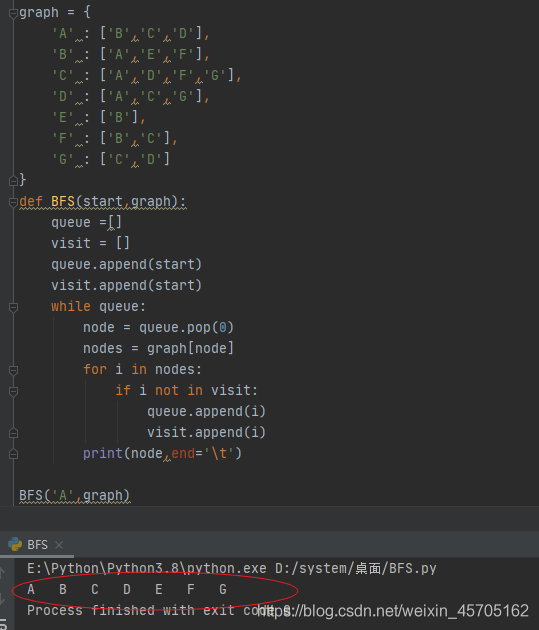 graph = {
    'A' : ['B','C','D'],
    'B' : ['A','E','F'],
    'C' : ['A','D','F','G'],
    'D' : ['A','C','G'],
    'E' : ['B'],
    'F' : ['B','C'],
    'G' : ['C','D']
}
def BFS(start,graph):
    queue =[]
    visit = []
    queue.append(start)
    visit.append(start)
    while queue:
        node = queue.pop(0)
        nodes = graph[node]
        for i in nodes:
            if i not in visit:
                queue.append(i)
                visit.append(i)
        print(node,end='\t')
BFS('A',graph)
BFS ×
E:\Python\Python3.8\python.exe D:/system/桌面/BFS.py
A B C D E F G
Process finished with exit code 0
https://blog.csdn.net/weixin_45705162